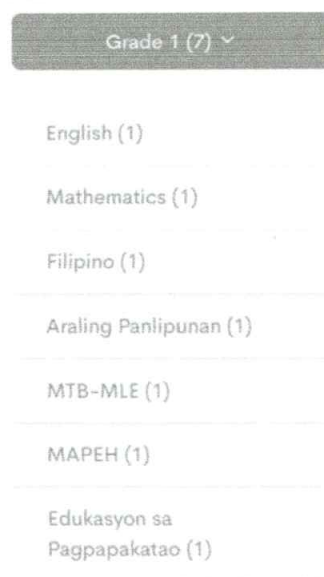 Grade 1 (7)
English (1)
Mathematics (1)
Filipino (1)
Araling Panlipunan (1)
MTB-MLE (1)
MAPEH (1)
Edukasyon sa
Pagpapakatao (1)